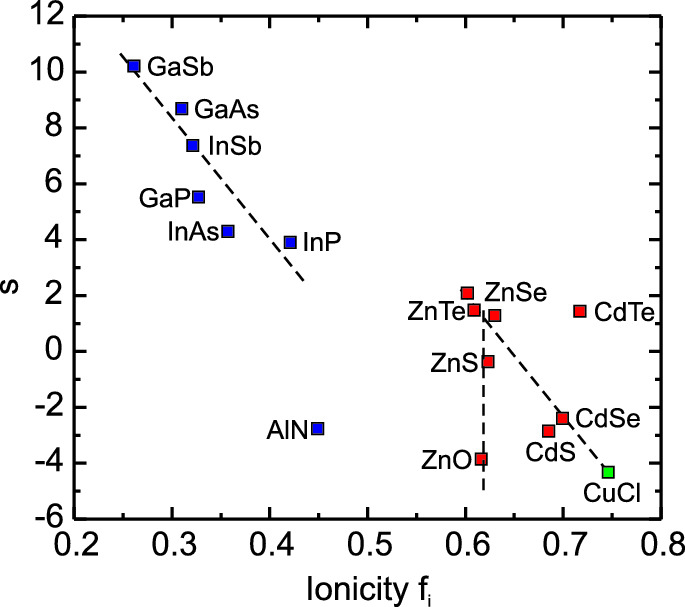 12
10
8
6
4
2
0
-2
-4
-6
s
GaSb
GaAs
InSb
GaP
InAs
InP
ZnSe
ZnTe
CdTe
ZnS
AlN
CdSe
CdS
ZnO
CuCl
0.2 0.3 0.4 0.5 0.6 0.7 0.8
Ionicity fi